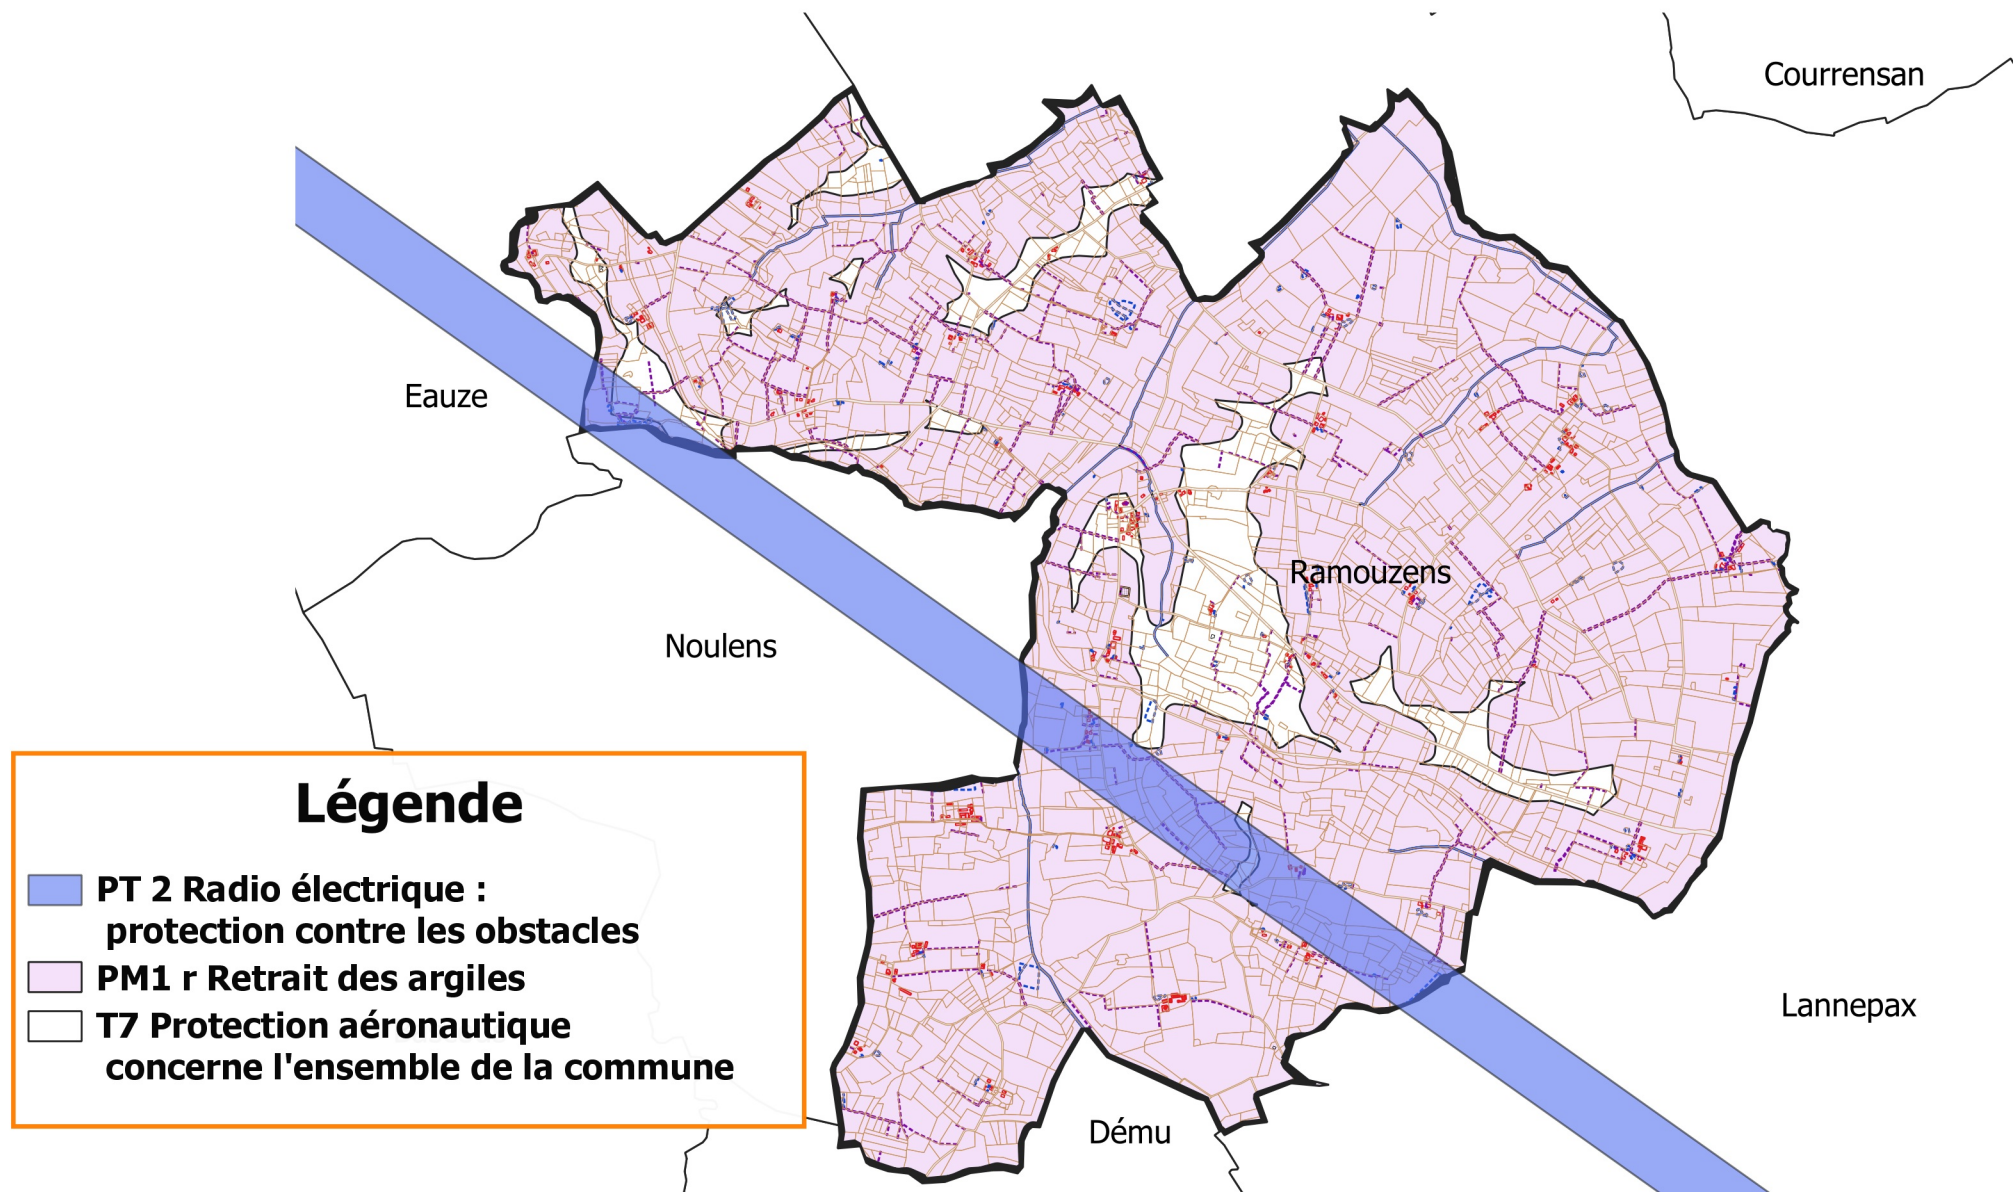 Courrensan
Eauze
Ramouzens
Noulens
Légende
PT 2 Radio électrique :
protection contre les obstacles
PM1 r Retrait des argiles
T7 Protection aéronautique
concerne l'ensemble de la commune
Lannepax
Dému